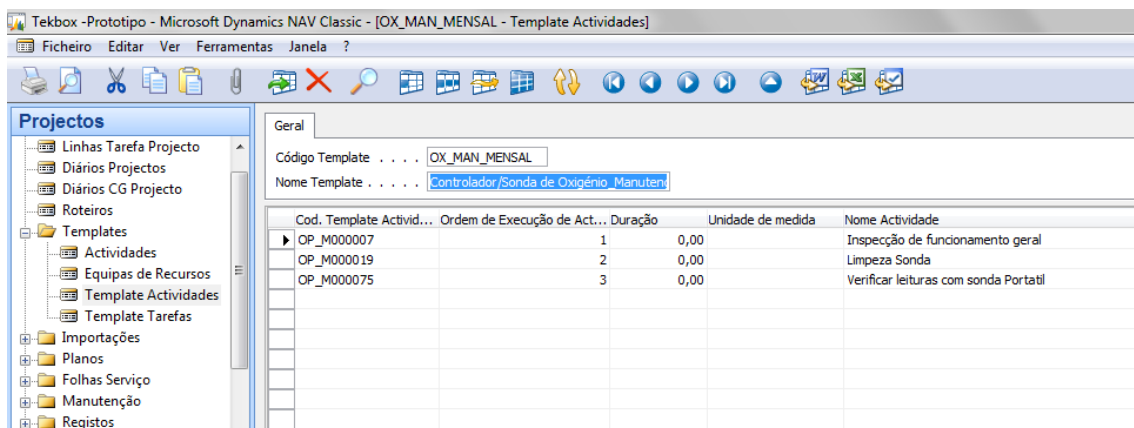 Tekbox -Prototipo - Microsoft Dynamics NAV Classic - [OX_MAN_MENSAL - Template Actividades]
Ficheiro Editar Ver Ferramentas Janela ?
Projectos
Linhas Tarefa Projecto
Diários Projectos
Diários CG Projecto
Roteiros
Templates
Actividades
Equipas de Recursos
Template Actividades
Template Tarefas
Importações
Planos
Folhas Serviço
Manutenção
Registos
Geral
Código Template . . . . OX_MAN_MENSAL
Nome Template . . . . . Controlador/Sonda de Oxigénio_Manuten
Cod. Template Activid... Ordem de Execução de Act... Duração Unidade de medida Nome Actividade
OP_M000007 1 0,00 Inspecção de funcionamento geral
OP_M000019 2 0,00 Limpeza Sonda
OP_M000075 3 0,00 Verificar leituras com sonda Portatil